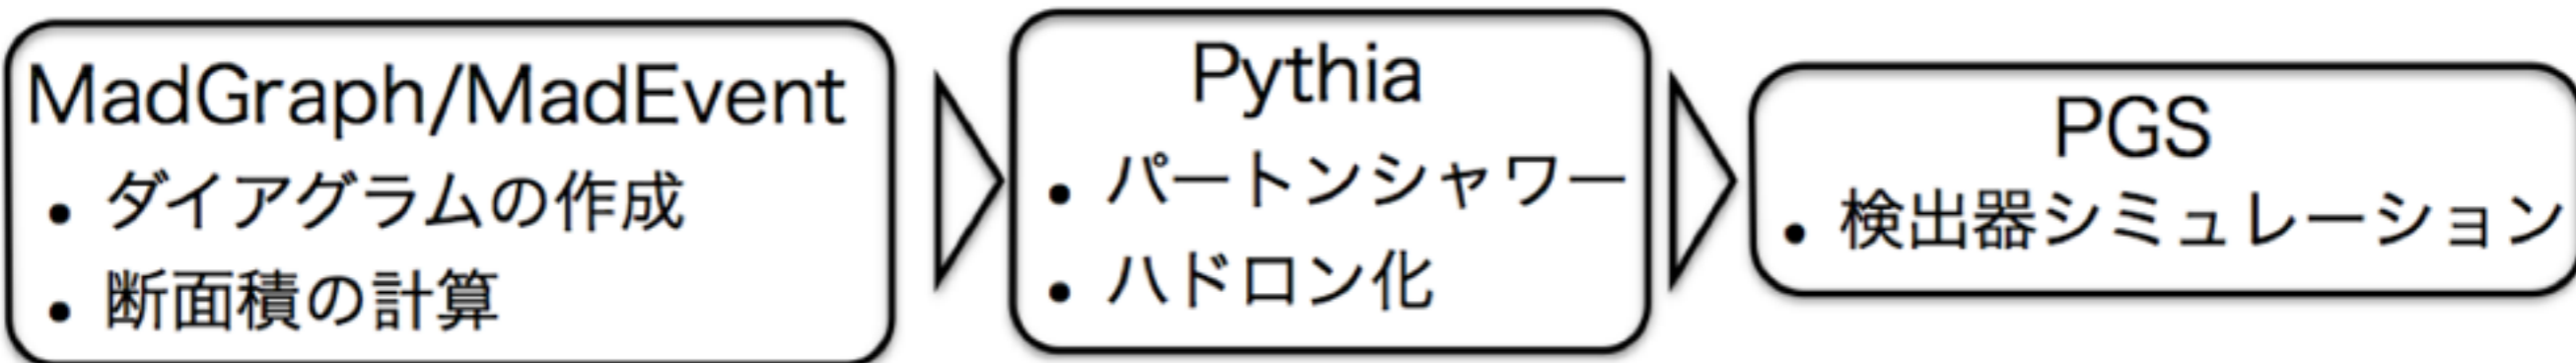 MadGraph/MadEvent
• ダイアグラムの作成
• 断面積の計算
Pythia
• パートンシャワー
• ハドロン化
PGS
• 検出器シミュレーション